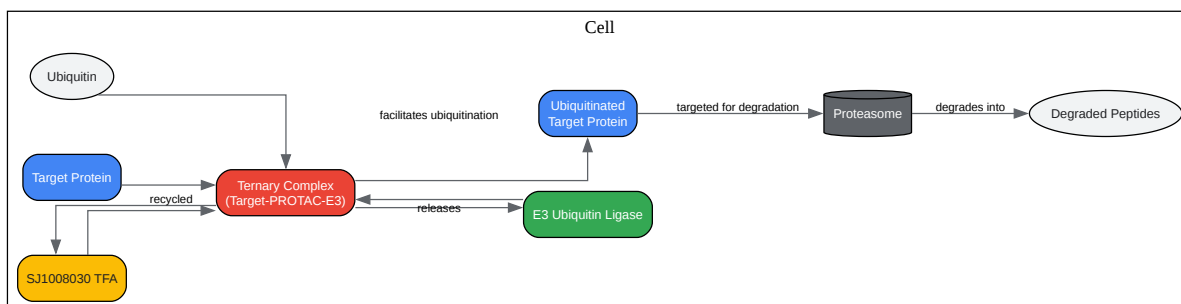 Cell
Ubiquitin
facilitates ubiquitination
Ubiquitinated
Target Protein
targeted for degradation
Proteasome
degrades into
Degraded Peptides
Target Protein
recycled
Ternary Complex
(Target-PROTAC-E3)
releases
E3 Ubiquitin Ligase
SJ1008030 TFA